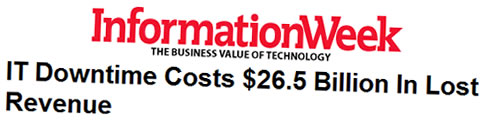 InformationWeek
THE BUSINESS VALUE OF TECHNOLOGY
IT Downtime Costs $26.5 Billion In Lost
Revenue